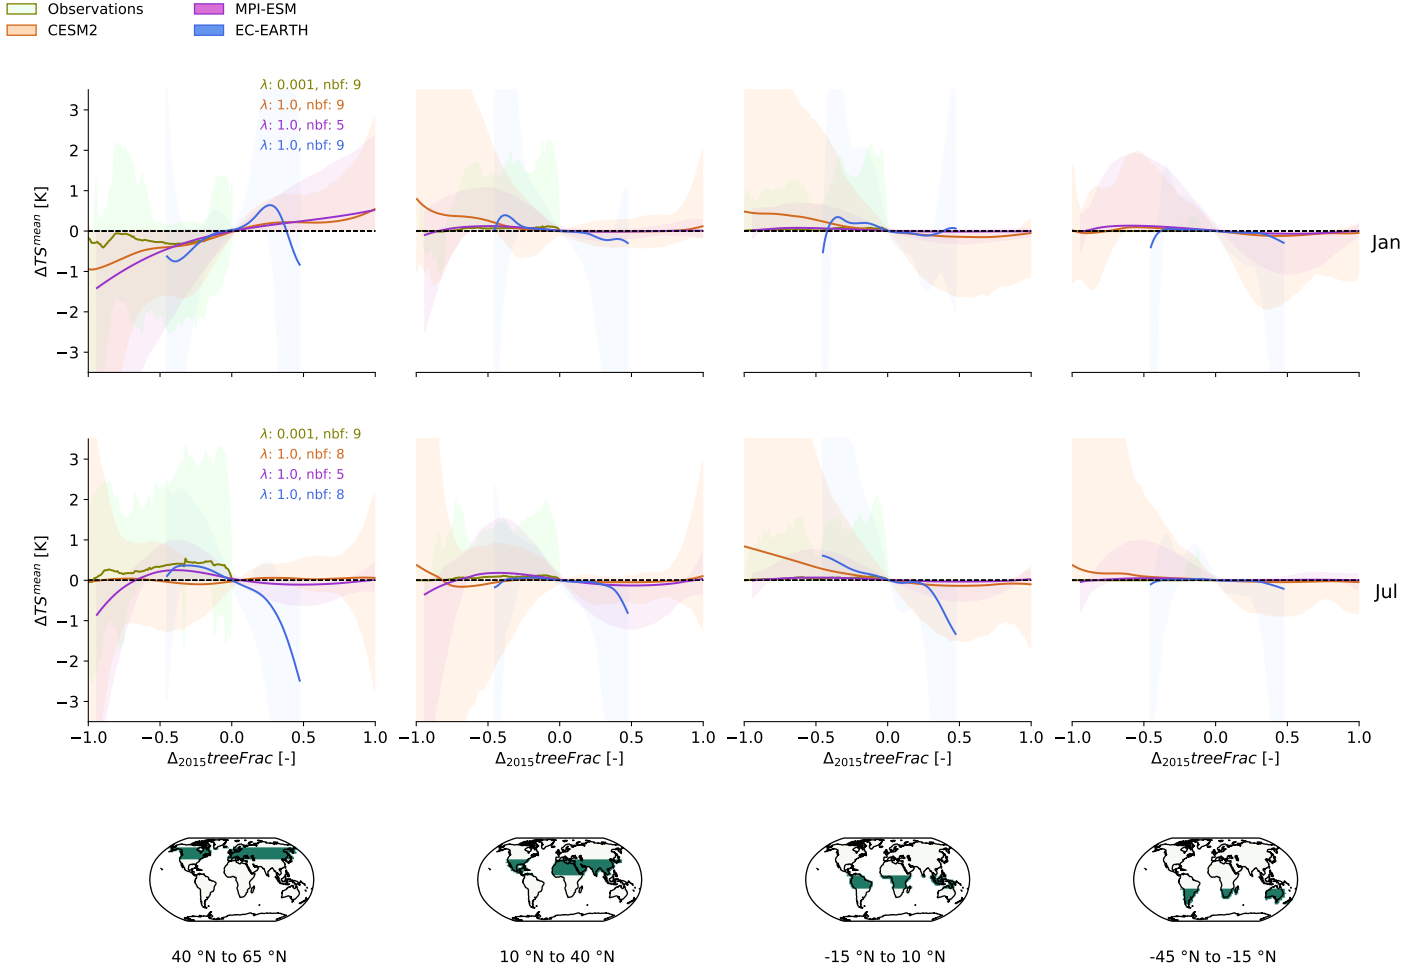 Observations
CESM2
MPI-ESM
EC-EARTH
λ: 0.001, nbf: 9
λ: 1.0, nbf: 9
λ: 1.0, nbf: 5
λ: 1.0, nbf: 9
3
2
1
0
−1
−2
−3
ΔTS^mean [K]
Jan
λ: 0.001, nbf: 9
λ: 1.0, nbf: 8
λ: 1.0, nbf: 5
λ: 1.0, nbf: 8
3
2
1
0
−1
−2
−3
ΔTS^mean [K]
Jul
−1.0 −0.5 0.0 0.5 1.0
−1.0 −0.5 0.0 0.5 1.0
−1.0 −0.5 0.0 0.5 1.0
−1.0 −0.5 0.0 0.5 1.0
Δ₂₀₁₅treeFrac [-]
Δ₂₀₁₅treeFrac [-]
Δ₂₀₁₅treeFrac [-]
Δ₂₀₁₅treeFrac [-]
40 °N to 65 °N
10 °N to 40 °N
-15 °N to 10 °N
-45 °N to -15 °N